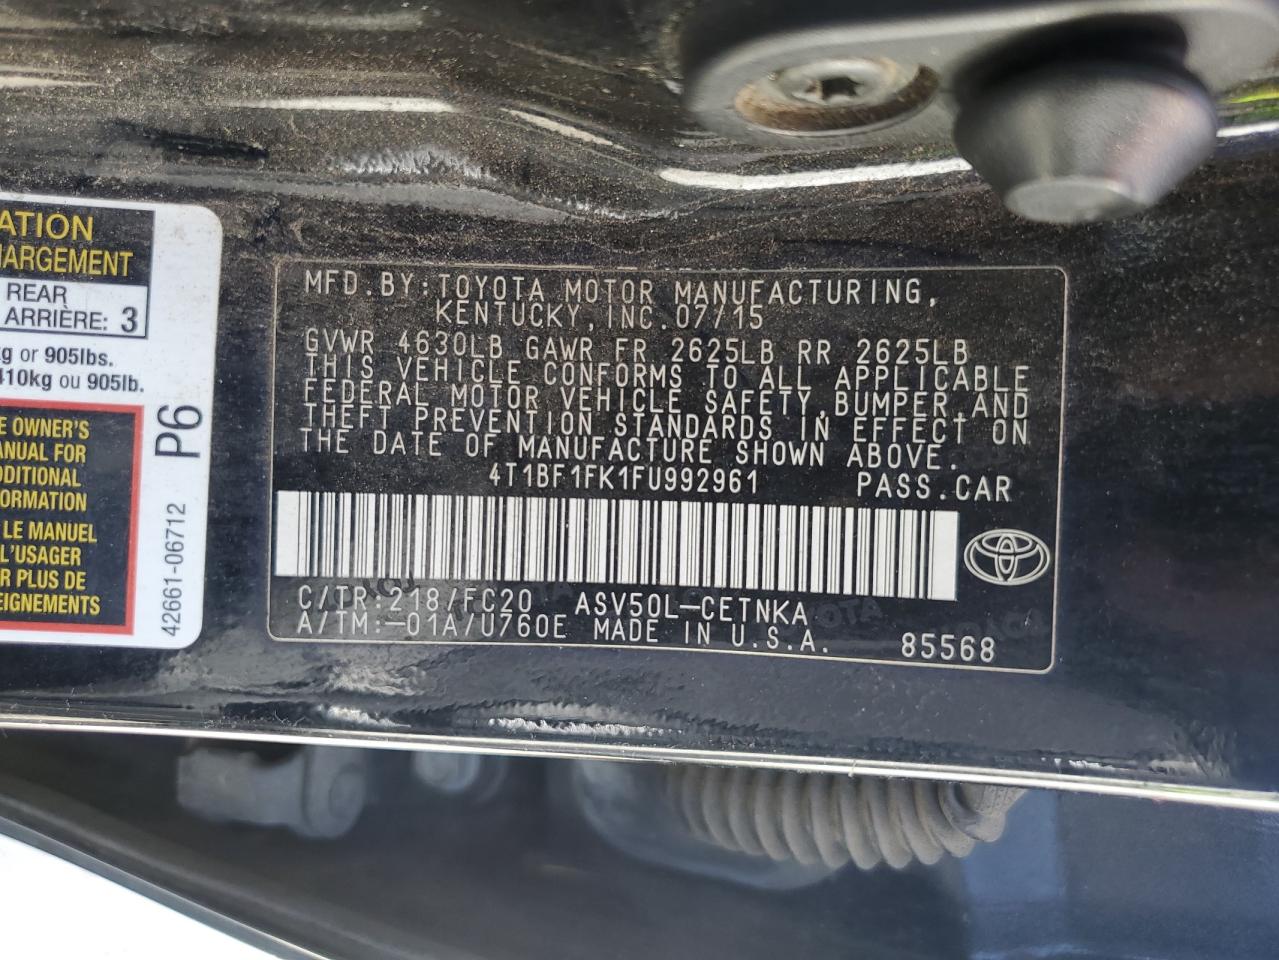 ATION
HARGEMENT
REAR
ARRIÈRE: 3
kg or 905lbs.
410kg ou 905lb.
E OWNER'S
ANUAL FOR
DDITIONAL
FORMATION
LE MANUEL
L'USAGER
R PLUS DE
EIGNEMENTS
P6
42661-06712
MFD.BY:TOYOTA MOTOR MANUFACTURING,
KENTUCKY,INC.07/15
GVWR 4630LB GAWR FR 2625LB RR 2625LB
THIS VEHICLE CONFORMS TO ALL APPLICABLE
FEDERAL MOTOR VEHICLE SAFETY,BUMPER,AND
THEFT PREVENTION STANDARDS IN EFFECT ON
THE DATE OF MANUFACTURE SHOWN ABOVE.
4T1BF1FK1FU992961 PASS.CAR
C/TR:218/FC20 ASV50L-CETNKA
A/TM:-01A/U760E MADE IN U.S.A. 85568